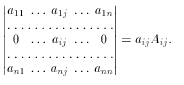 |a₁₁ … a₁ⱼ … a₁ₙ|
|. . . . . . . . . . . . . . . . . .|
|0 … aᵢⱼ … 0| = aᵢⱼAᵢⱼ.
|. . . . . . . . . . . . . . . . . .|
|aₙ₁ … aₙⱼ … aₙₙ|